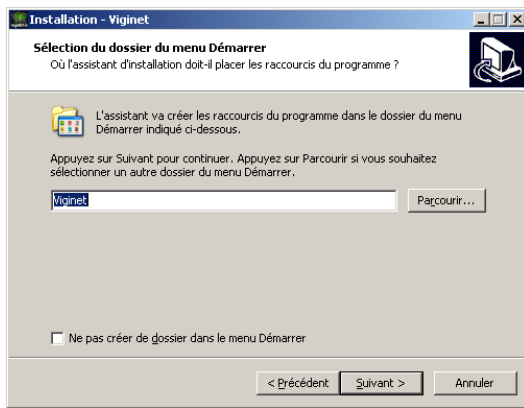 Installation - Viginet
Sélection du dossier du menu Démarrer
Où l'assistant d'installation doit-il placer les raccourcis du programme ?
L'assistant va créer les raccourcis du programme dans le dossier du menu
Démarrer indiqué ci-dessous.
Appuyez sur Suivant pour continuer. Appuyez sur Parcourir si vous souhaitez
sélectionner un autre dossier du menu Démarrer.
Viginet
Parcourir...
Ne pas créer de dossier dans le menu Démarrer
< Précédent
Suivant >
Annuler